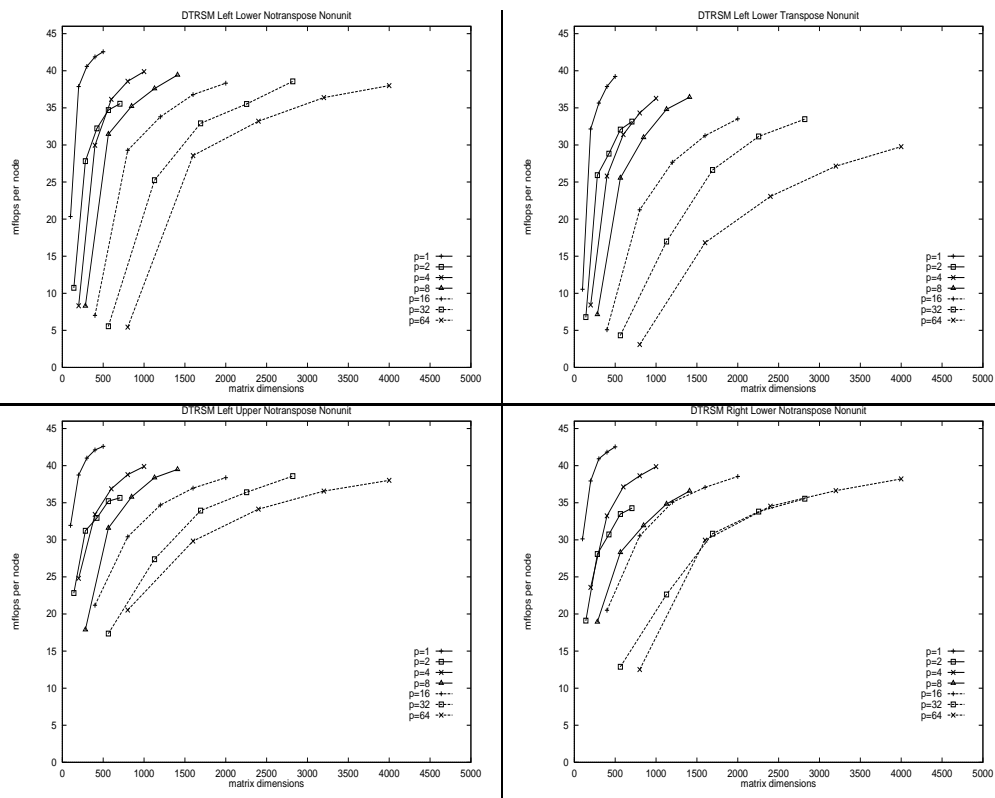 DTRSM Left Lower Notranspose Nonunit
45
40
35
30
25
20
15
10
5
0
mflops per node
p=1
p=2
p=4
p=8
p=16
p=32
p=64
0 500 1000 1500 2000 2500 3000 3500 4000 4500 5000
matrix dimensions
DTRSM Left Lower Transpose Nonunit
45
40
35
30
25
20
15
10
5
0
mflops per node
p=1
p=2
p=4
p=8
p=16
p=32
p=64
0 500 1000 1500 2000 2500 3000 3500 4000 4500 5000
matrix dimensions
DTRSM Left Upper Notranspose Nonunit
45
40
35
30
25
20
15
10
5
0
mflops per node
p=1
p=2
p=4
p=8
p=16
p=32
p=64
0 500 1000 1500 2000 2500 3000 3500 4000 4500 5000
matrix dimensions
DTRSM Right Lower Notranspose Nonunit
45
40
35
30
25
20
15
10
5
0
mflops per node
p=1
p=2
p=4
p=8
p=16
p=32
p=64
0 500 1000 1500 2000 2500 3000 3500 4000 4500 5000
matrix dimensions